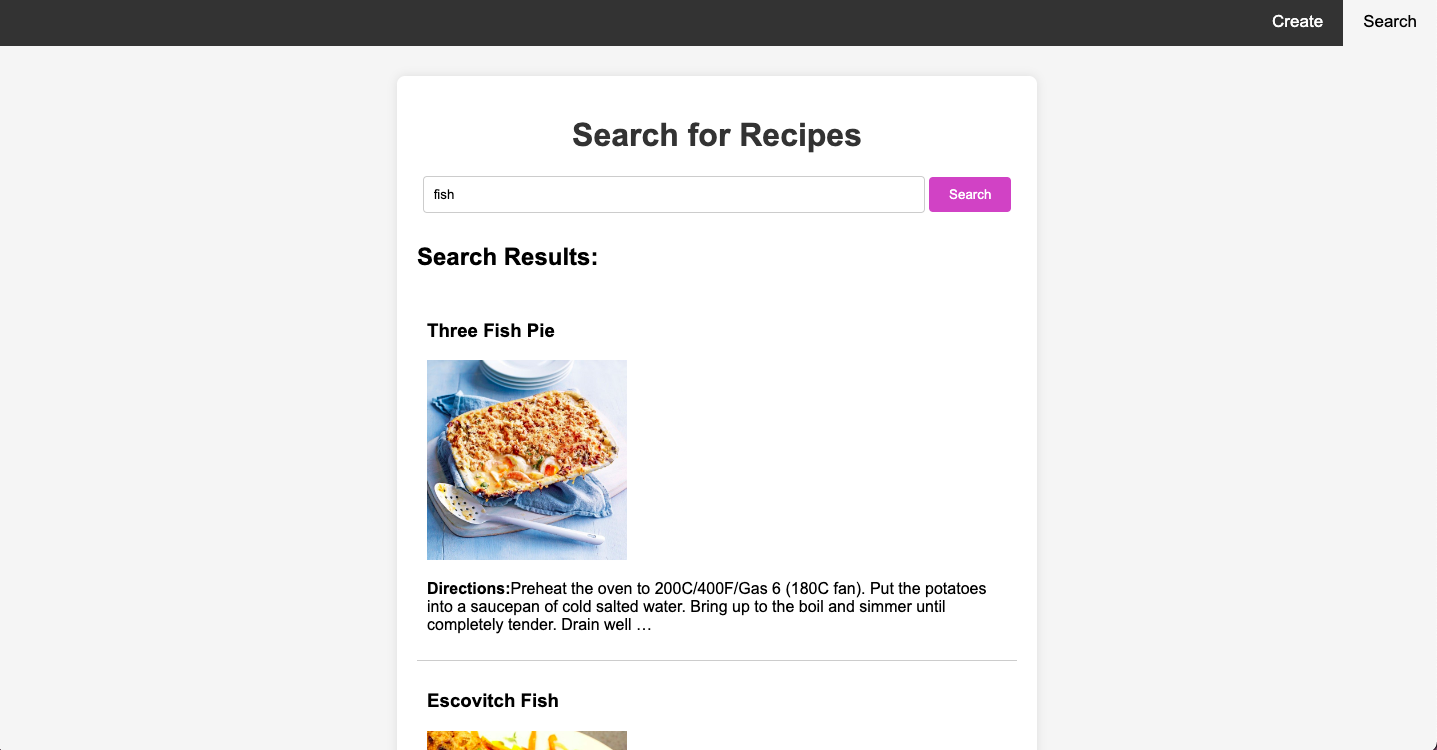 Create
Search
Search for Recipes
fish
Search
Search Results:
Three Fish Pie
Directions:Preheat the oven to 200C/400F/Gas 6 (180C fan). Put the potatoes
into a saucepan of cold salted water. Bring up to the boil and simmer until
completely tender. Drain well …
Escovitch Fish